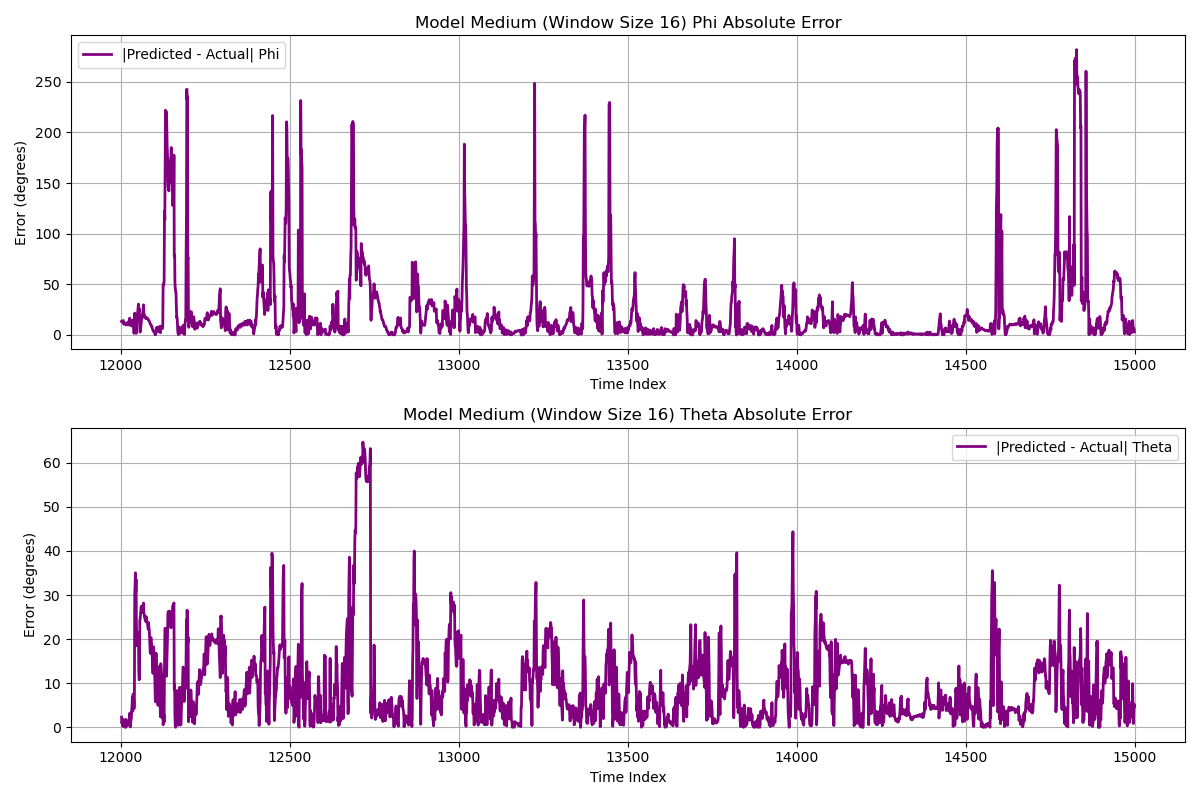 Model Medium (Window Size 16) Phi Absolute Error
|Predicted - Actual| Phi
Error (degrees)
250
200
150
100
50
0
12000 12500 13000 13500 14000 14500 15000
Time Index
Model Medium (Window Size 16) Theta Absolute Error
|Predicted - Actual| Theta
Error (degrees)
60
50
40
30
20
10
0
12000 12500 13000 13500 14000 14500 15000
Time Index